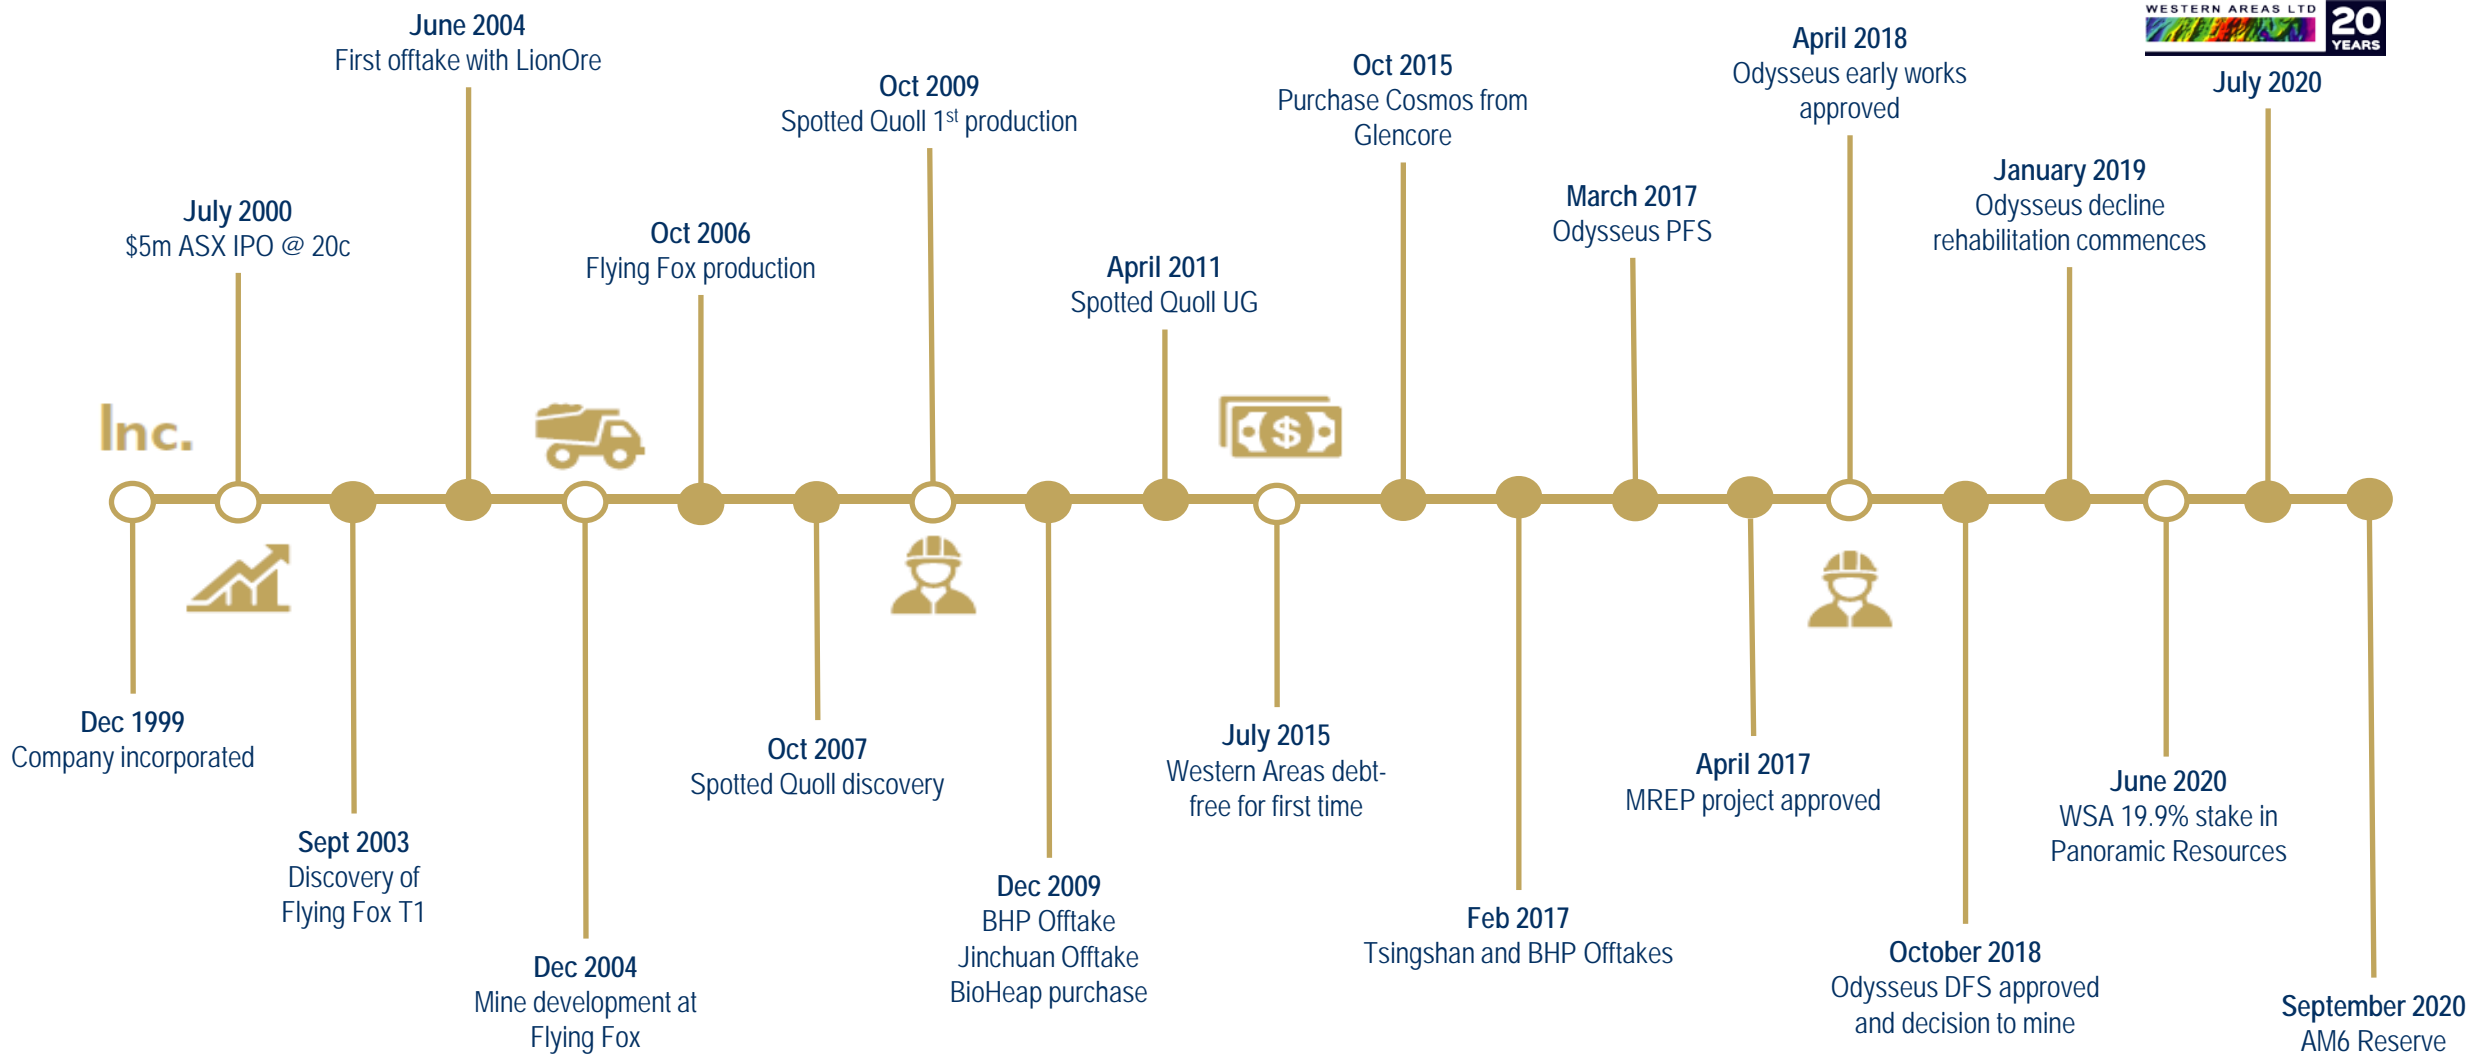 WESTERN AREAS LTD
20
YEARS
June 2004
First offtake with LionOre
April 2018
Odysseus early works
approved
Oct 2015
Purchase Cosmos from
Glencore
July 2020
Oct 2009
Spotted Quoll 1st production
January 2019
Odysseus decline
rehabilitation commences
March 2017
Odysseus PFS
July 2000
$5m ASX IPO @ 20c
Oct 2006
Flying Fox production
April 2011
Spotted Quoll UG
Inc.
$
Dec 1999
Company incorporated
Oct 2007
Spotted Quoll discovery
July 2015
Western Areas debt-
free for first time
April 2017
MREP project approved
June 2020
WSA 19.9% stake in
Panoramic Resources
Sept 2003
Discovery of
Flying Fox T1
Dec 2009
BHP Offtake
Jinchuan Offtake
BioHeap purchase
Feb 2017
Tsingshan and BHP Offtakes
Dec 2004
Mine development at
Flying Fox
October 2018
Odysseus DFS approved
and decision to mine
September 2020
AM6 Reserve